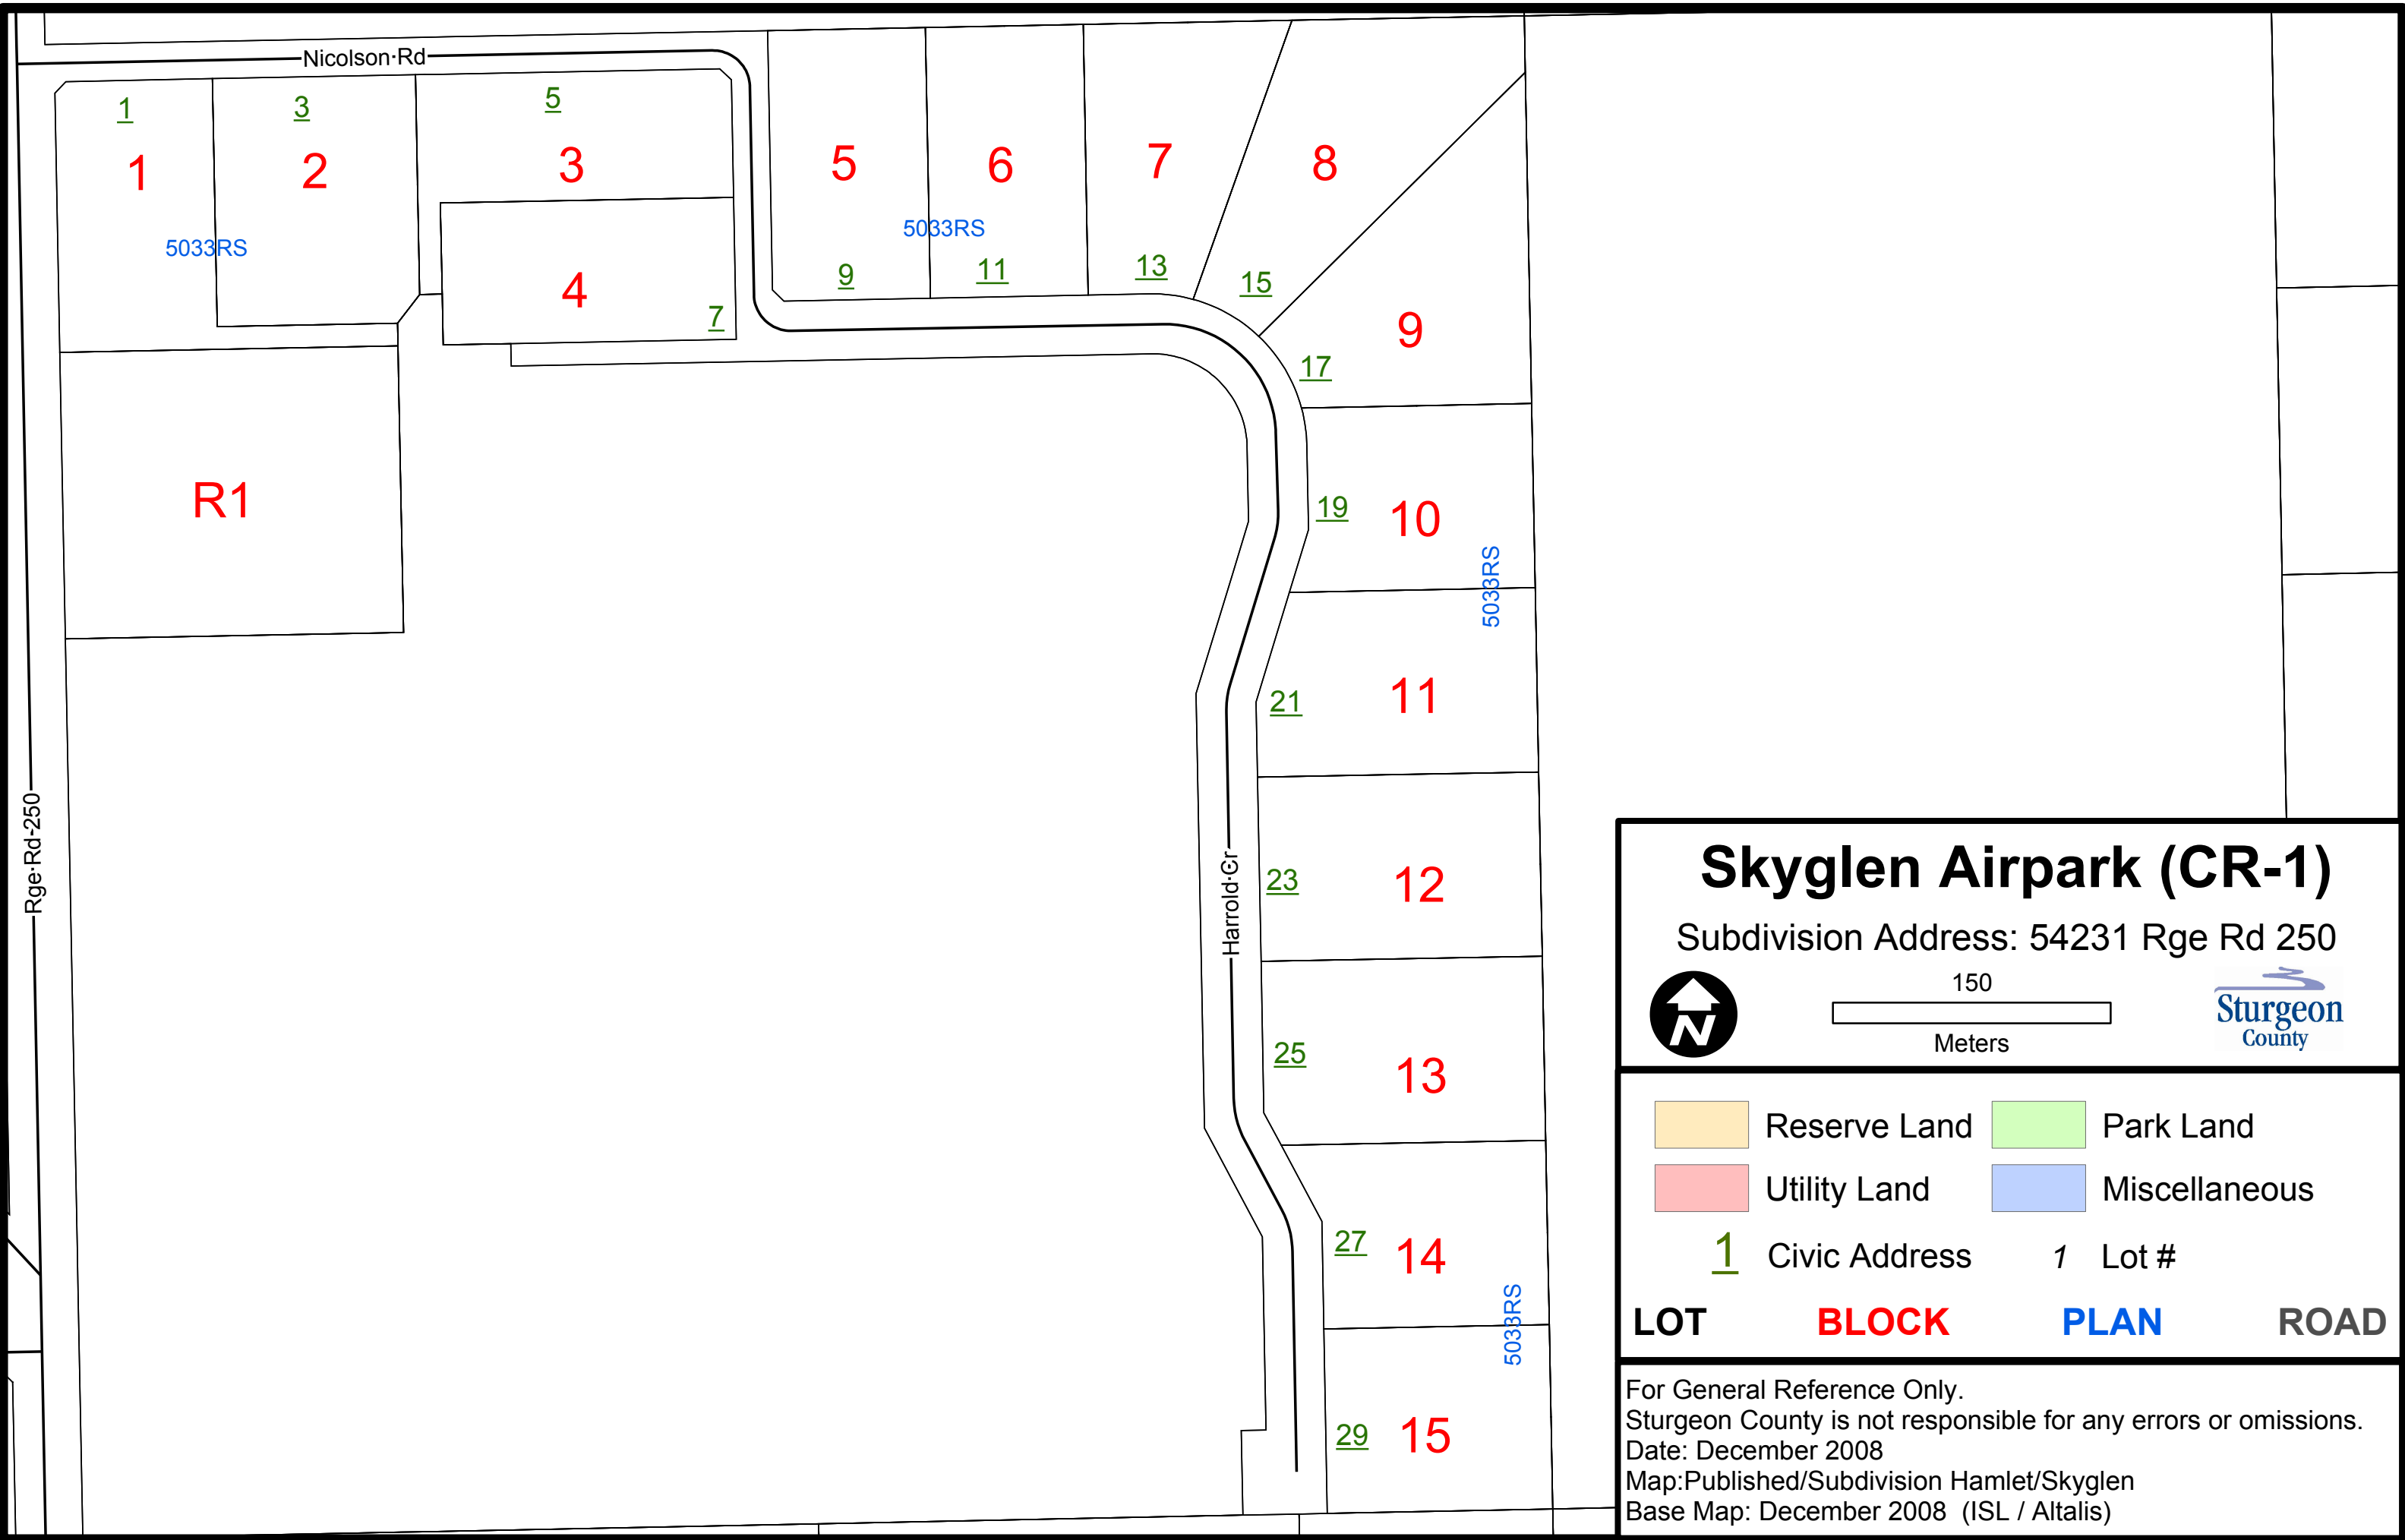 Nicolson Rd
1
3
5
1
2
3
5
6
7
8
5033RS
5033RS
9
11
13
15
4
7
9
17
R1
19
10
5033RS
21
11
Rge Rd 250
Harrold Cr
23
12
25
13
27
14
5033RS
29
15
Skyglen Airpark (CR-1)
Subdivision Address: 54231 Rge Rd 250
N
150
Meters
Sturgeon
County
Reserve Land
Park Land
Utility Land
Miscellaneous
1 Civic Address
1 Lot #
LOT BLOCK PLAN ROAD
For General Reference Only.
Sturgeon County is not responsible for any errors or omissions.
Date: December 2008
Map:Published/Subdivision Hamlet/Skyglen
Base Map: December 2008 (ISL / Altalis)